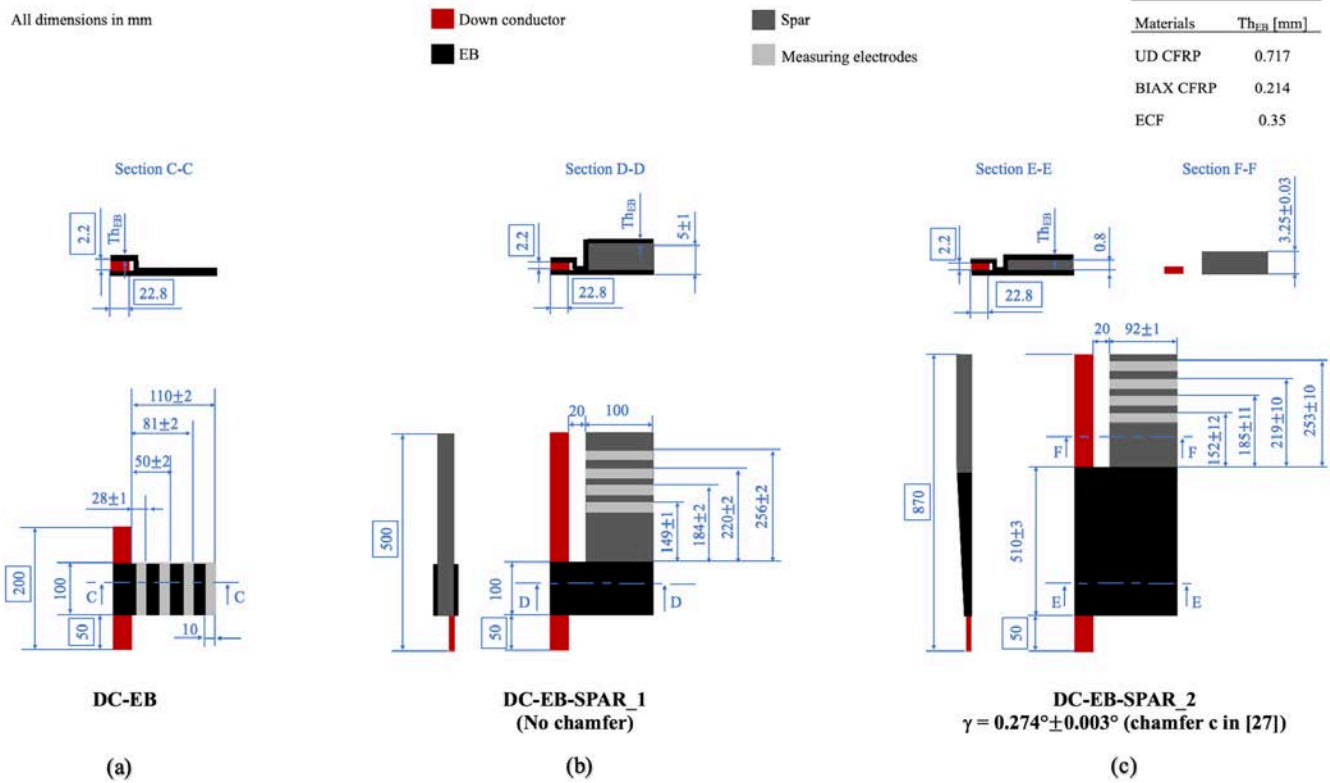 All dimensions in mm
Down conductor
EB
Spar
Measuring electrodes
Materials Th_EB [mm]
UD CFRP 0.717
BIAX CFRP 0.214
ECF 0.35
Section C-C
2.2
Th_EB
22.8
110±2
81±2
50±2
28±1
200
100
50
C
C
10
DC-EB
(a)
Section D-D
2.2
Th_EB
5±1
22.8
20
100
500
149±1
184±2
220±2
256±2
100
50
D
D
DC-EB-SPAR_1
(No chamfer)
(b)
Section E-E
2.2
Th_EB
0.8
22.8
Section F-F
3.25±0.03
20
92±1
870
152±12
185±11
219±10
253±10
F
F
510±3
E
E
50
DC-EB-SPAR_2
γ = 0.274°±0.003° (chamfer c in [27])
(c)